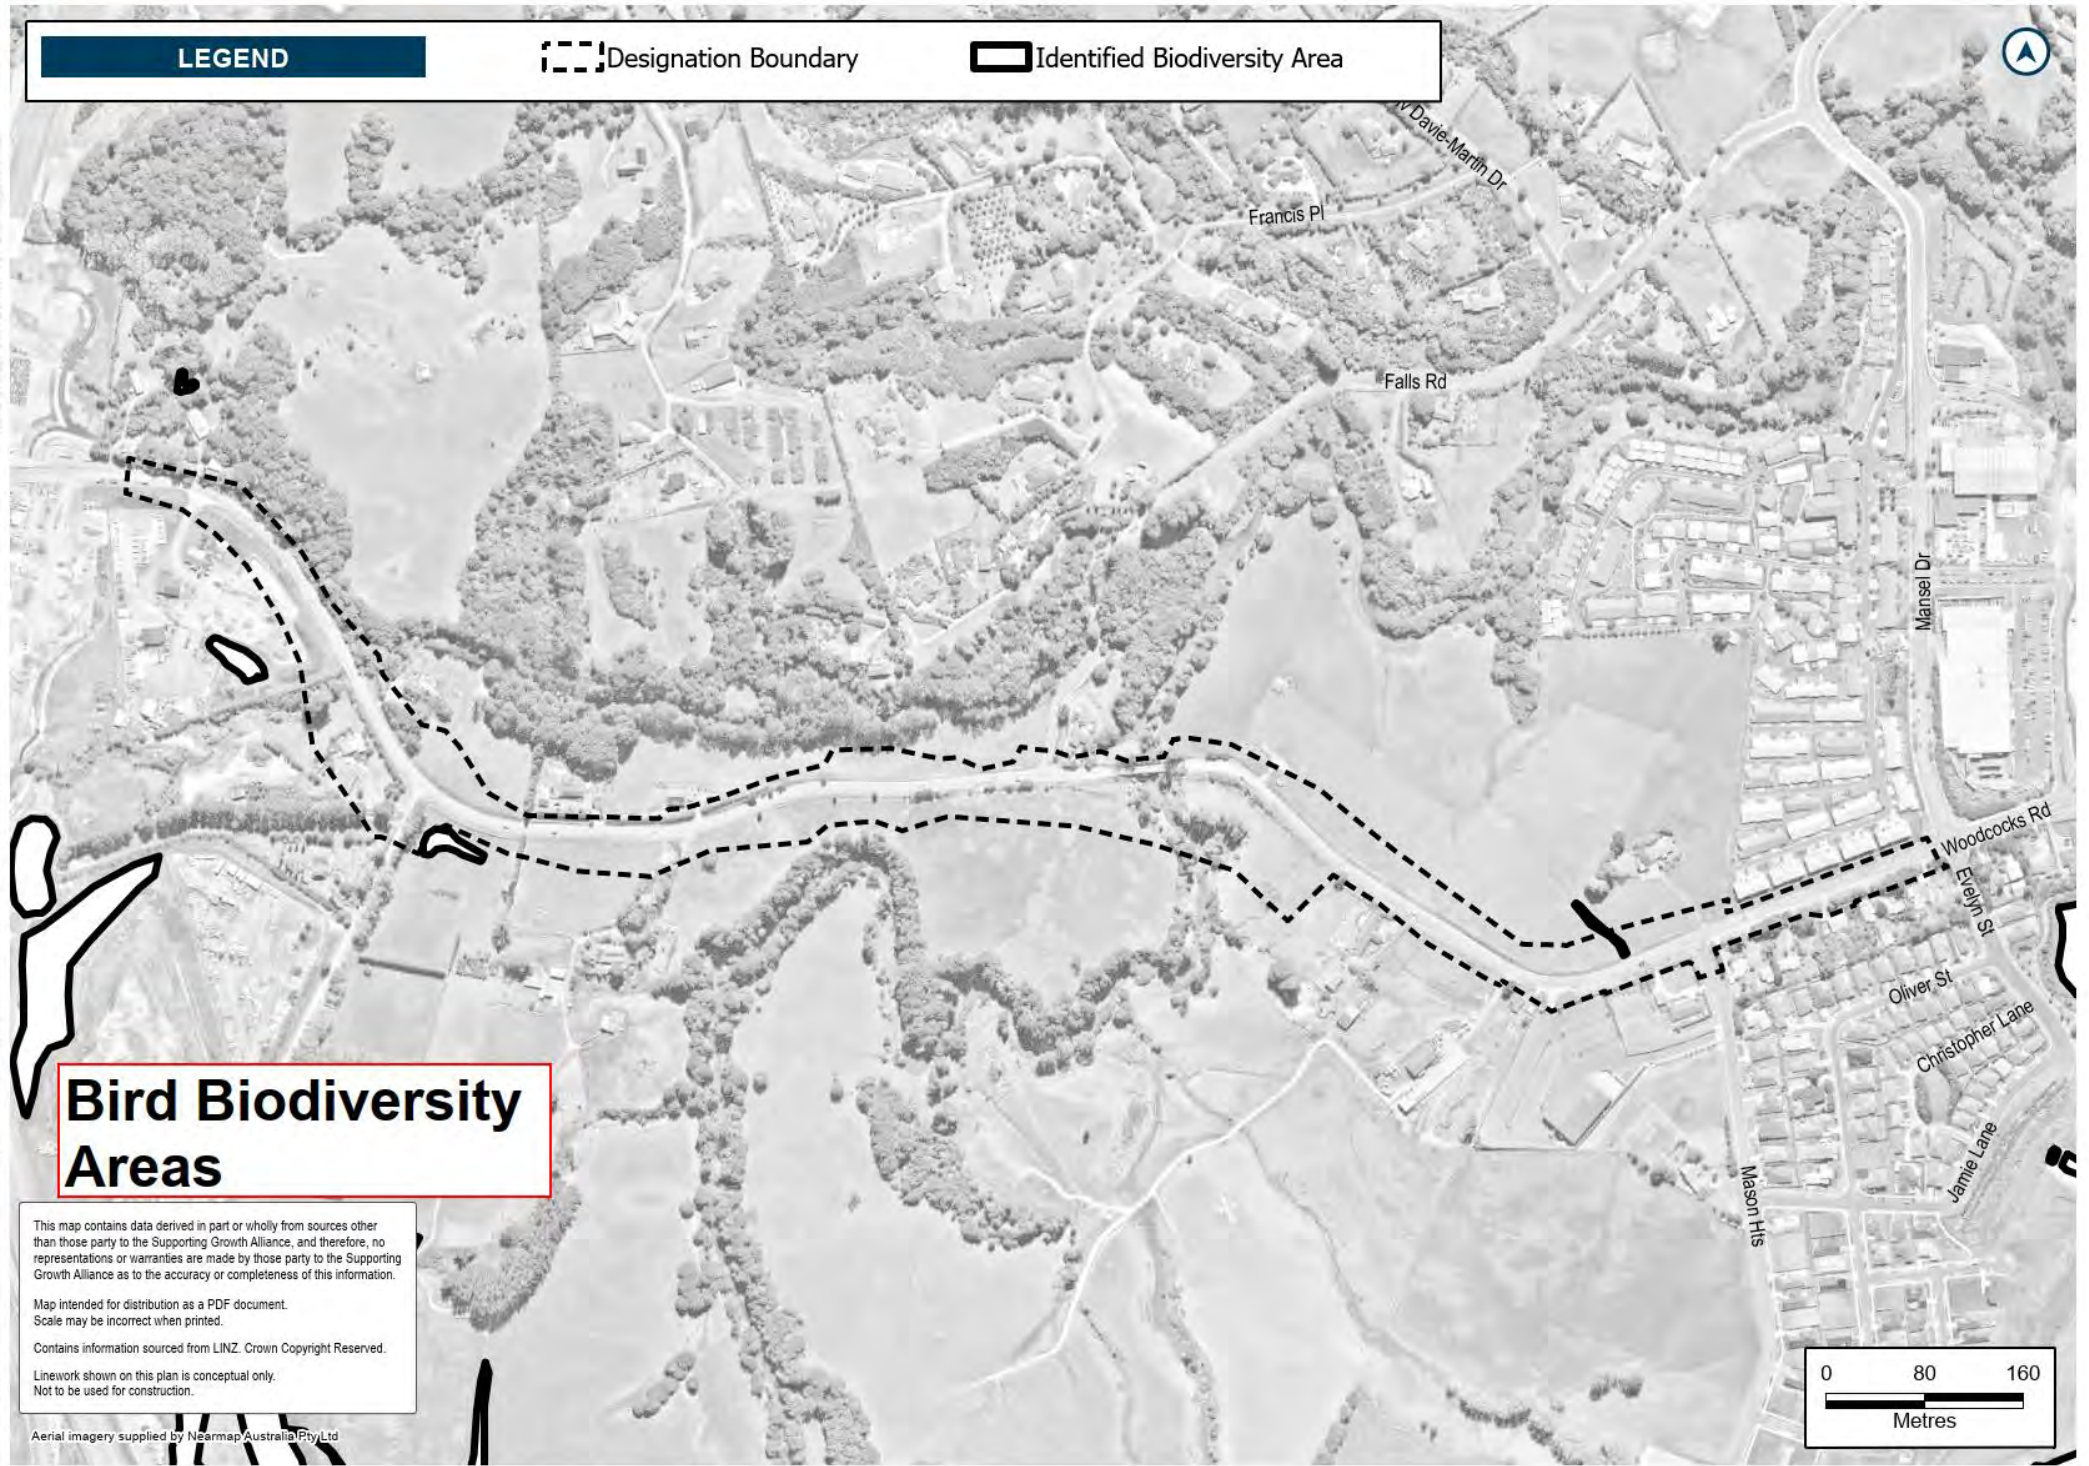 LEGEND
Designation Boundary
Identified Biodiversity Area
Davie-Martin Dr
Francis Pl
Falls Rd
Mansel Dr
Woodcocks Rd
Evelyn St
Oliver St
Christopher Lane
Jamie Lane
Mason Hts
Bird Biodiversity
Areas
This map contains data derived in part or wholly from sources other
than those party to the Supporting Growth Alliance, and therefore, no
representations or warranties are made by those party to the Supporting
Growth Alliance as to the accuracy or completeness of this information.
Map intended for distribution as a PDF document.
Scale may be incorrect when printed.
Contains information sourced from LINZ. Crown Copyright Reserved.
Linework shown on this plan is conceptual only.
Not to be used for construction.
Aerial imagery supplied by Nearmap Australia Pty Ltd
0 80 160
Metres